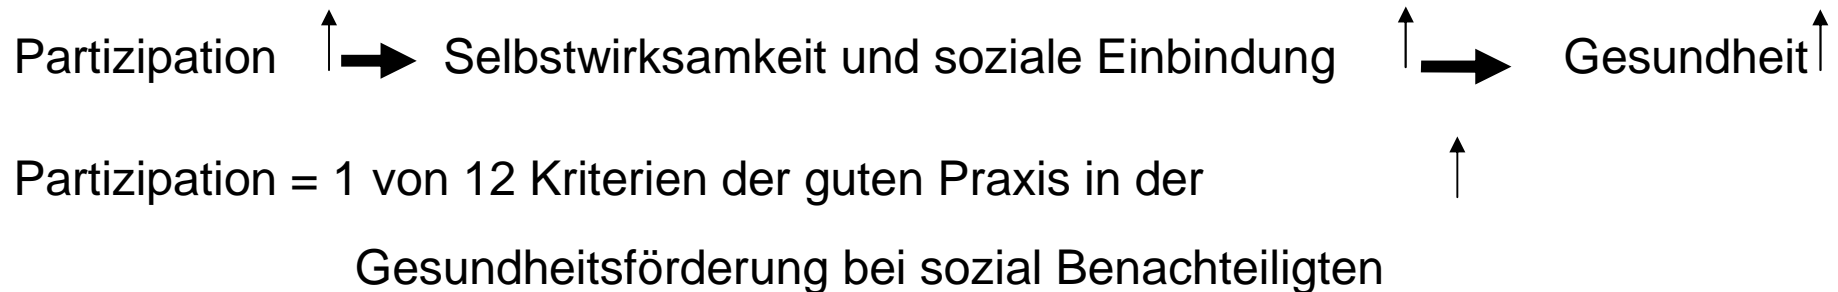 Partizipation ↑ ➡ Selbstwirksamkeit und soziale Einbindung ↑ ➡ Gesundheit ↑
Partizipation = 1 von 12 Kriterien der guten Praxis in der ↑
Gesundheitsförderung bei sozial Benachteiligten